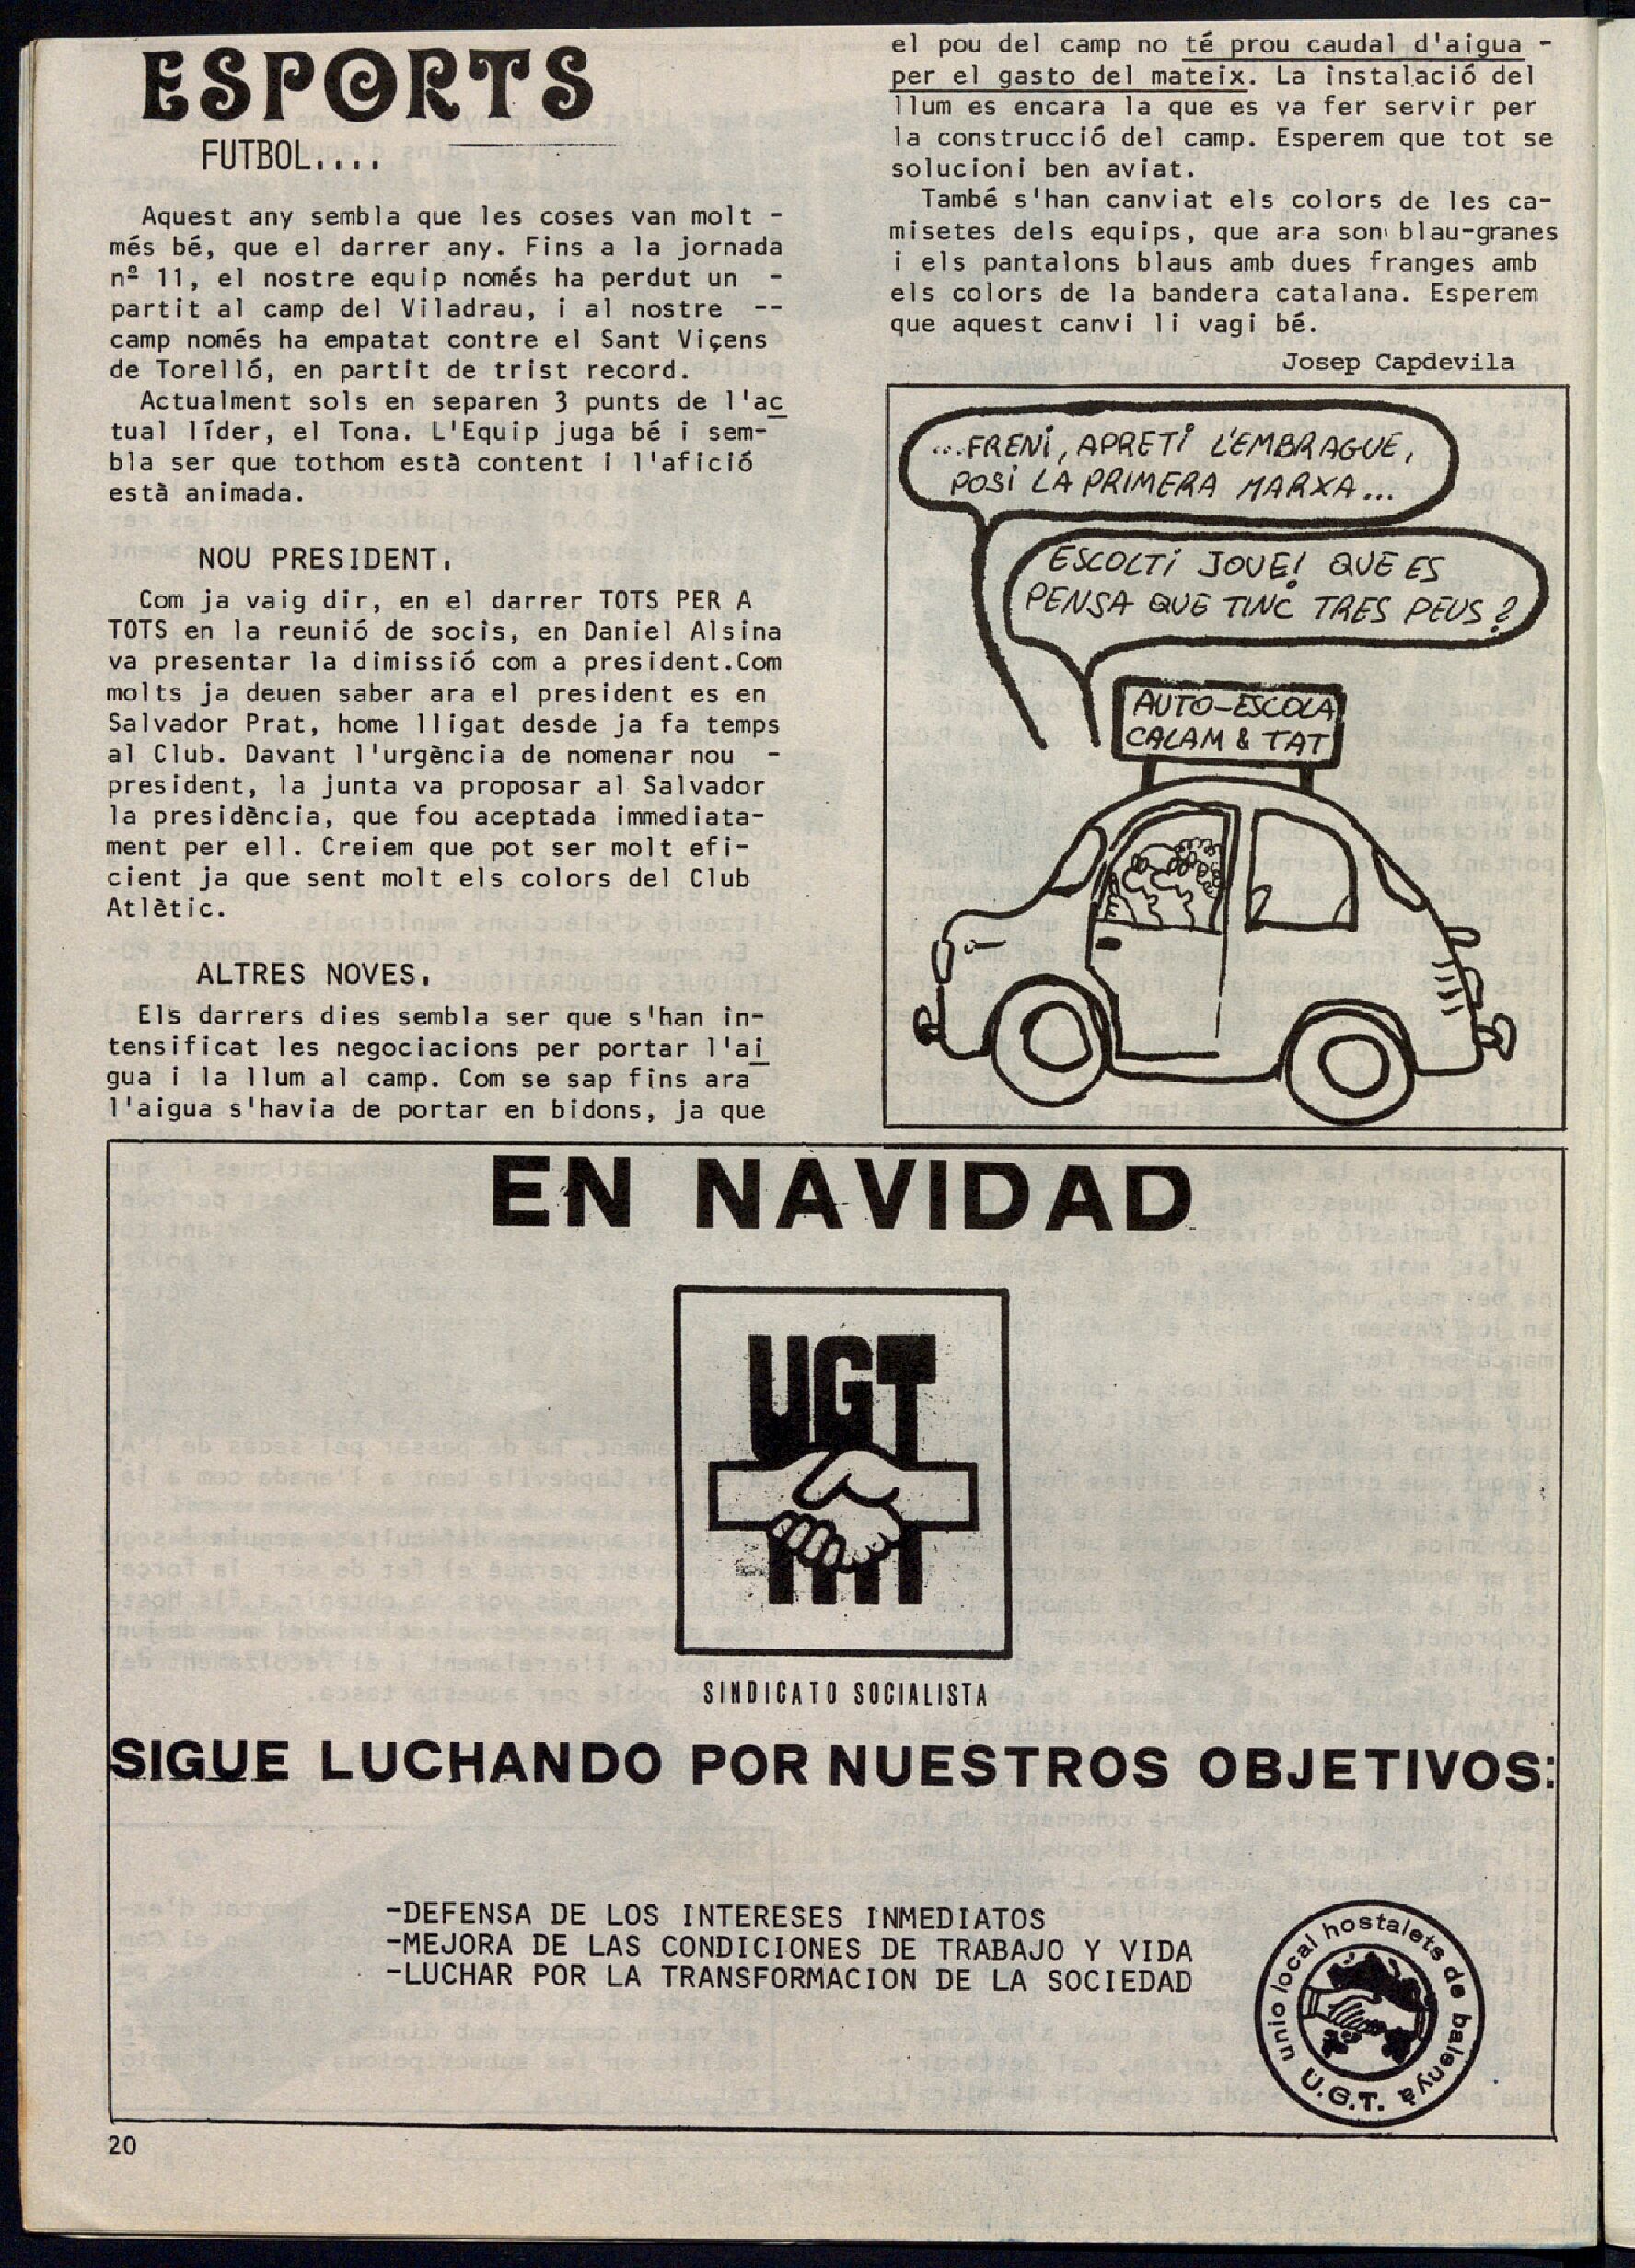 ESPORTS
FUTBOL....
Aquest any sembla que les coses van molt -
més bé, que el darrer any. Fins a la jornada
nº 11, el nostre equip només ha perdut un -
partit al camp del Viladrau, i al nostre --
camp només ha empatat contre el Sant Viçens
de Torelló, en partit de trist record.
Actualment sols en separen 3 punts de l'ac
tual líder, el Tona. L'Equip juga bé i sem-
bla ser que tothom està content i l'afició
està animada.
NOU PRESIDENT.
Com ja vaig dir, en el darrer TOTS PER A
TOTS en la reunió de socis, en Daniel Alsina
va presentar la dimissió com a president.Com
molts ja deuen saber ara el president es en
Salvador Prat, home lligat desde ja fa temps
al Club. Davant l'urgència de nomenar nou -
president, la junta va proposar al Salvador
la presidència, que fou aceptada immediata-
ment per ell. Creiem que pot ser molt efi-
cient ja que sent molt els colors del Club
Atlètic.
ALTRES NOVES.
Els darrers dies sembla ser que s'han in-
tensificat les negociacions per portar l'ai
gua i la llum al camp. Com se sap fins ara
l'aigua s'havia de portar en bidons, ja que
el pou del camp no té prou caudal d'aigua -
per el gasto del mateix. La instalació del
llum es encara la que es va fer servir per
la construcció del camp. Esperem que tot se
solucioni ben aviat.
També s'han canviat els colors de les ca-
misetes dels equips, que ara son blau-granes
i els pantalons blaus amb dues franges amb
els colors de la bandera catalana. Esperem
que aquest canvi li vagi bé.
Josep Capdevila
...FRENI, APRETI L'EMBRAGUE,
POSI LA PRIMERA MARXA...
ESCOLTI JOVE! QUE ES
PENSA QUE TINC TRES PEUS?
AUTO-ESCOLA
CALAM & TAT
EN NAVIDAD
UGT
SINDICATO SOCIALISTA
SIGUE LUCHANDO POR NUESTROS OBJETIVOS:
-DEFENSA DE LOS INTERESES INMEDIATOS
-MEJORA DE LAS CONDICIONES DE TRABAJO Y VIDA
-LUCHAR POR LA TRANSFORMACION DE LA SOCIEDAD
unio local hostalets de balenyà
U.G.T.
20